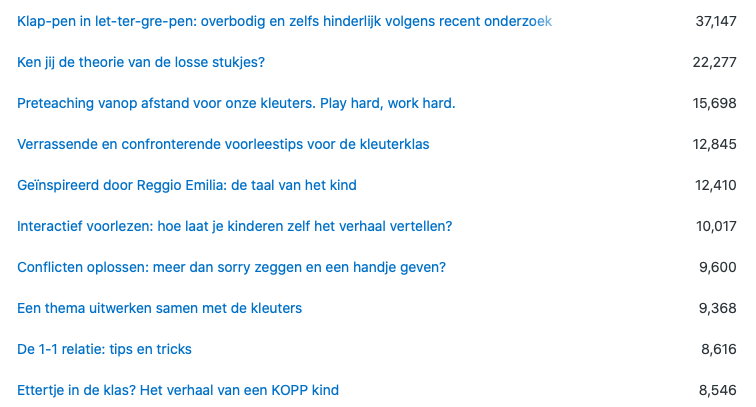 Klap-pen in let-ter-gre-pen: overbodig en zelfs hinderlijk volgens recent onderzoek 37,147
Ken jij de theorie van de losse stukjes? 22,277
Preteaching vanop afstand voor onze kleuters. Play hard, work hard. 15,698
Verrassende en confronterende voorleestips voor de kleuterklas 12,845
Geïnspireerd door Reggio Emilia: de taal van het kind 12,410
Interactief voorlezen: hoe laat je kinderen zelf het verhaal vertellen? 10,017
Conflicten oplossen: meer dan sorry zeggen en een handje geven? 9,600
Een thema uitwerken samen met de kleuters 9,368
De 1-1 relatie: tips en tricks 8,616
Ettertje in de klas? Het verhaal van een KOPP kind 8,546